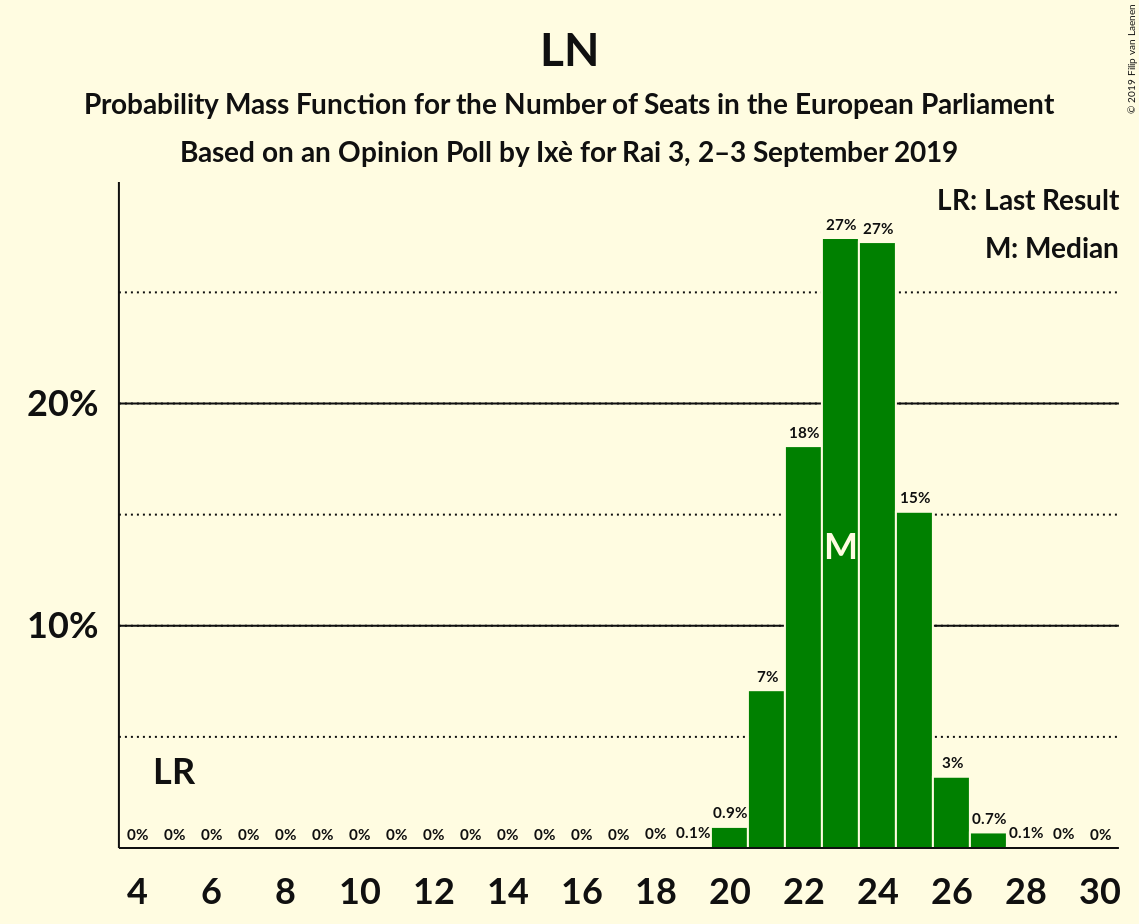 LN
Probability Mass Function for the Number of Seats in the European Parliament
Based on an Opinion Poll by Ixè for Rai 3, 2–3 September 2019
© 2019 Filip van Laenen
LR: Last Result
M: Median
20%
10%
LR
M
0% 0% 0% 0% 0% 0% 0% 0% 0% 0% 0% 0% 0% 0% 0% 0.1% 0.9% 7% 18% 27% 27% 15% 3% 0.7% 0.1% 0% 0%
4 6 8 10 12 14 16 18 20 22 24 26 28 30